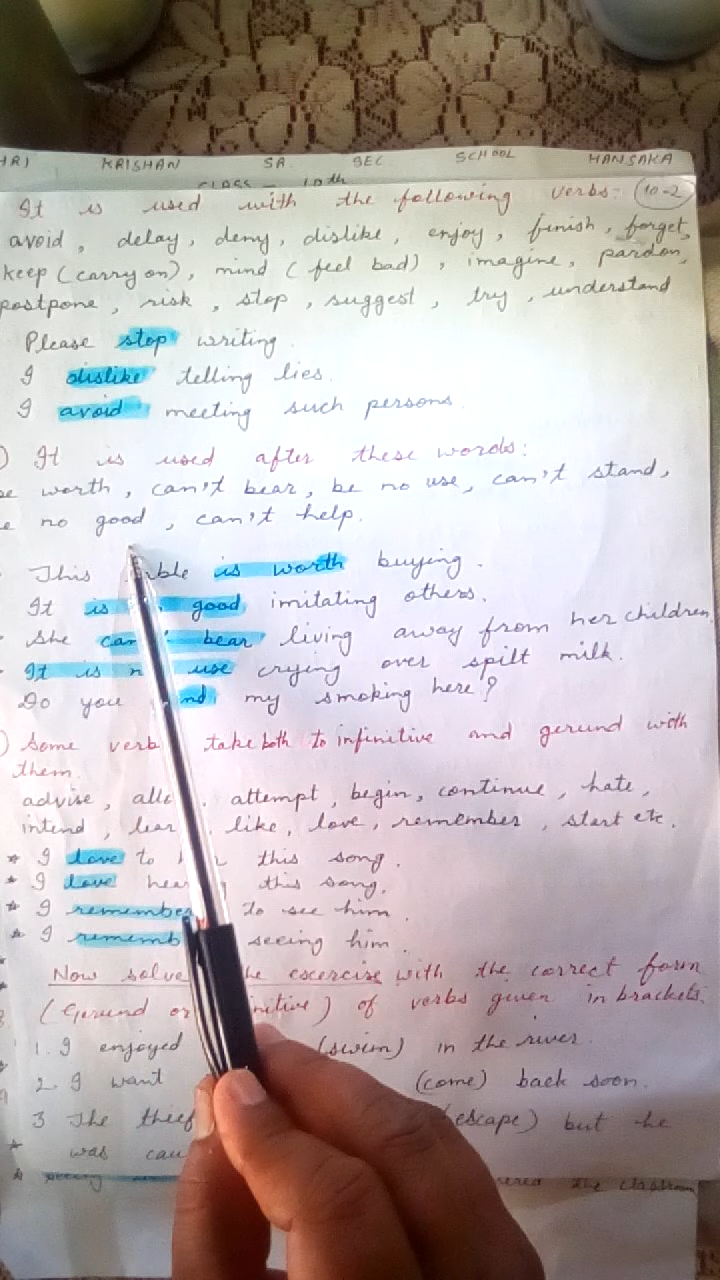 KRISHAN SR SEC SCHOOL HANSAKA
CLASS 10th
It is used with the following verbs- (10-2)
avoid, delay, deny, dislike, enjoy, finish, forget,
keep (carry on), mind (feel bad), imagine, pardon,
postpone, risk, stop, suggest, try, understand
Please stop writing.
I dislike telling lies.
I avoid meeting such persons.
It is used after these words:
worth, can't bear, be no use, can't stand,
no good, can't help.
This is worth buying.
It is good imitating others.
She bear living away from her children.
It is use crying over spilt milk.
Do you my smoking here?
Some verb take both to infinitive and gerund with
them.
advise, attempt, begin, continue, hate,
intend, like, love, remember, start etc.
* I love to this song.
* I love this song.
* I remember to see him.
* I seeing him.
Now solve exercise with the correct form
(Gerund or ) of verbs given in brackets.
1. I enjoyed (swim) in the river.
2. I want (come) back soon.
3 The thief (escape) but he
was
the classroom